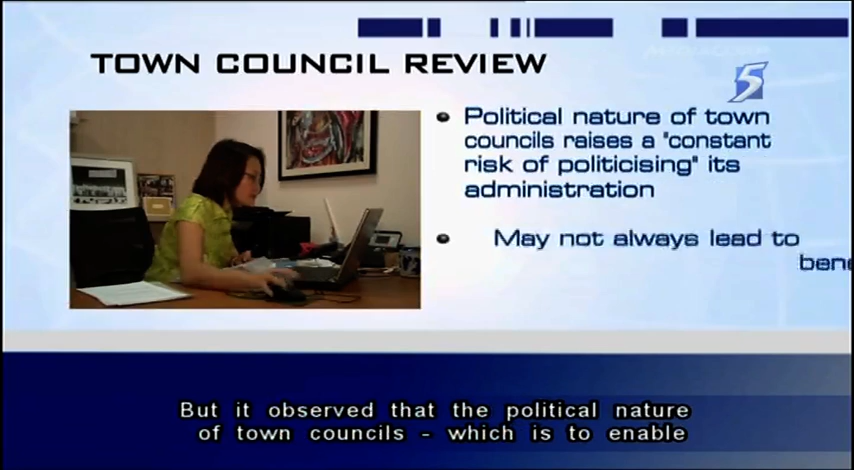 TOWN COUNCIL REVIEW
5
Political nature of town
councils raises a "constant
risk of politicising" its
administration
May not always lead to
But it observed that the political nature
of town councils - which is to enable